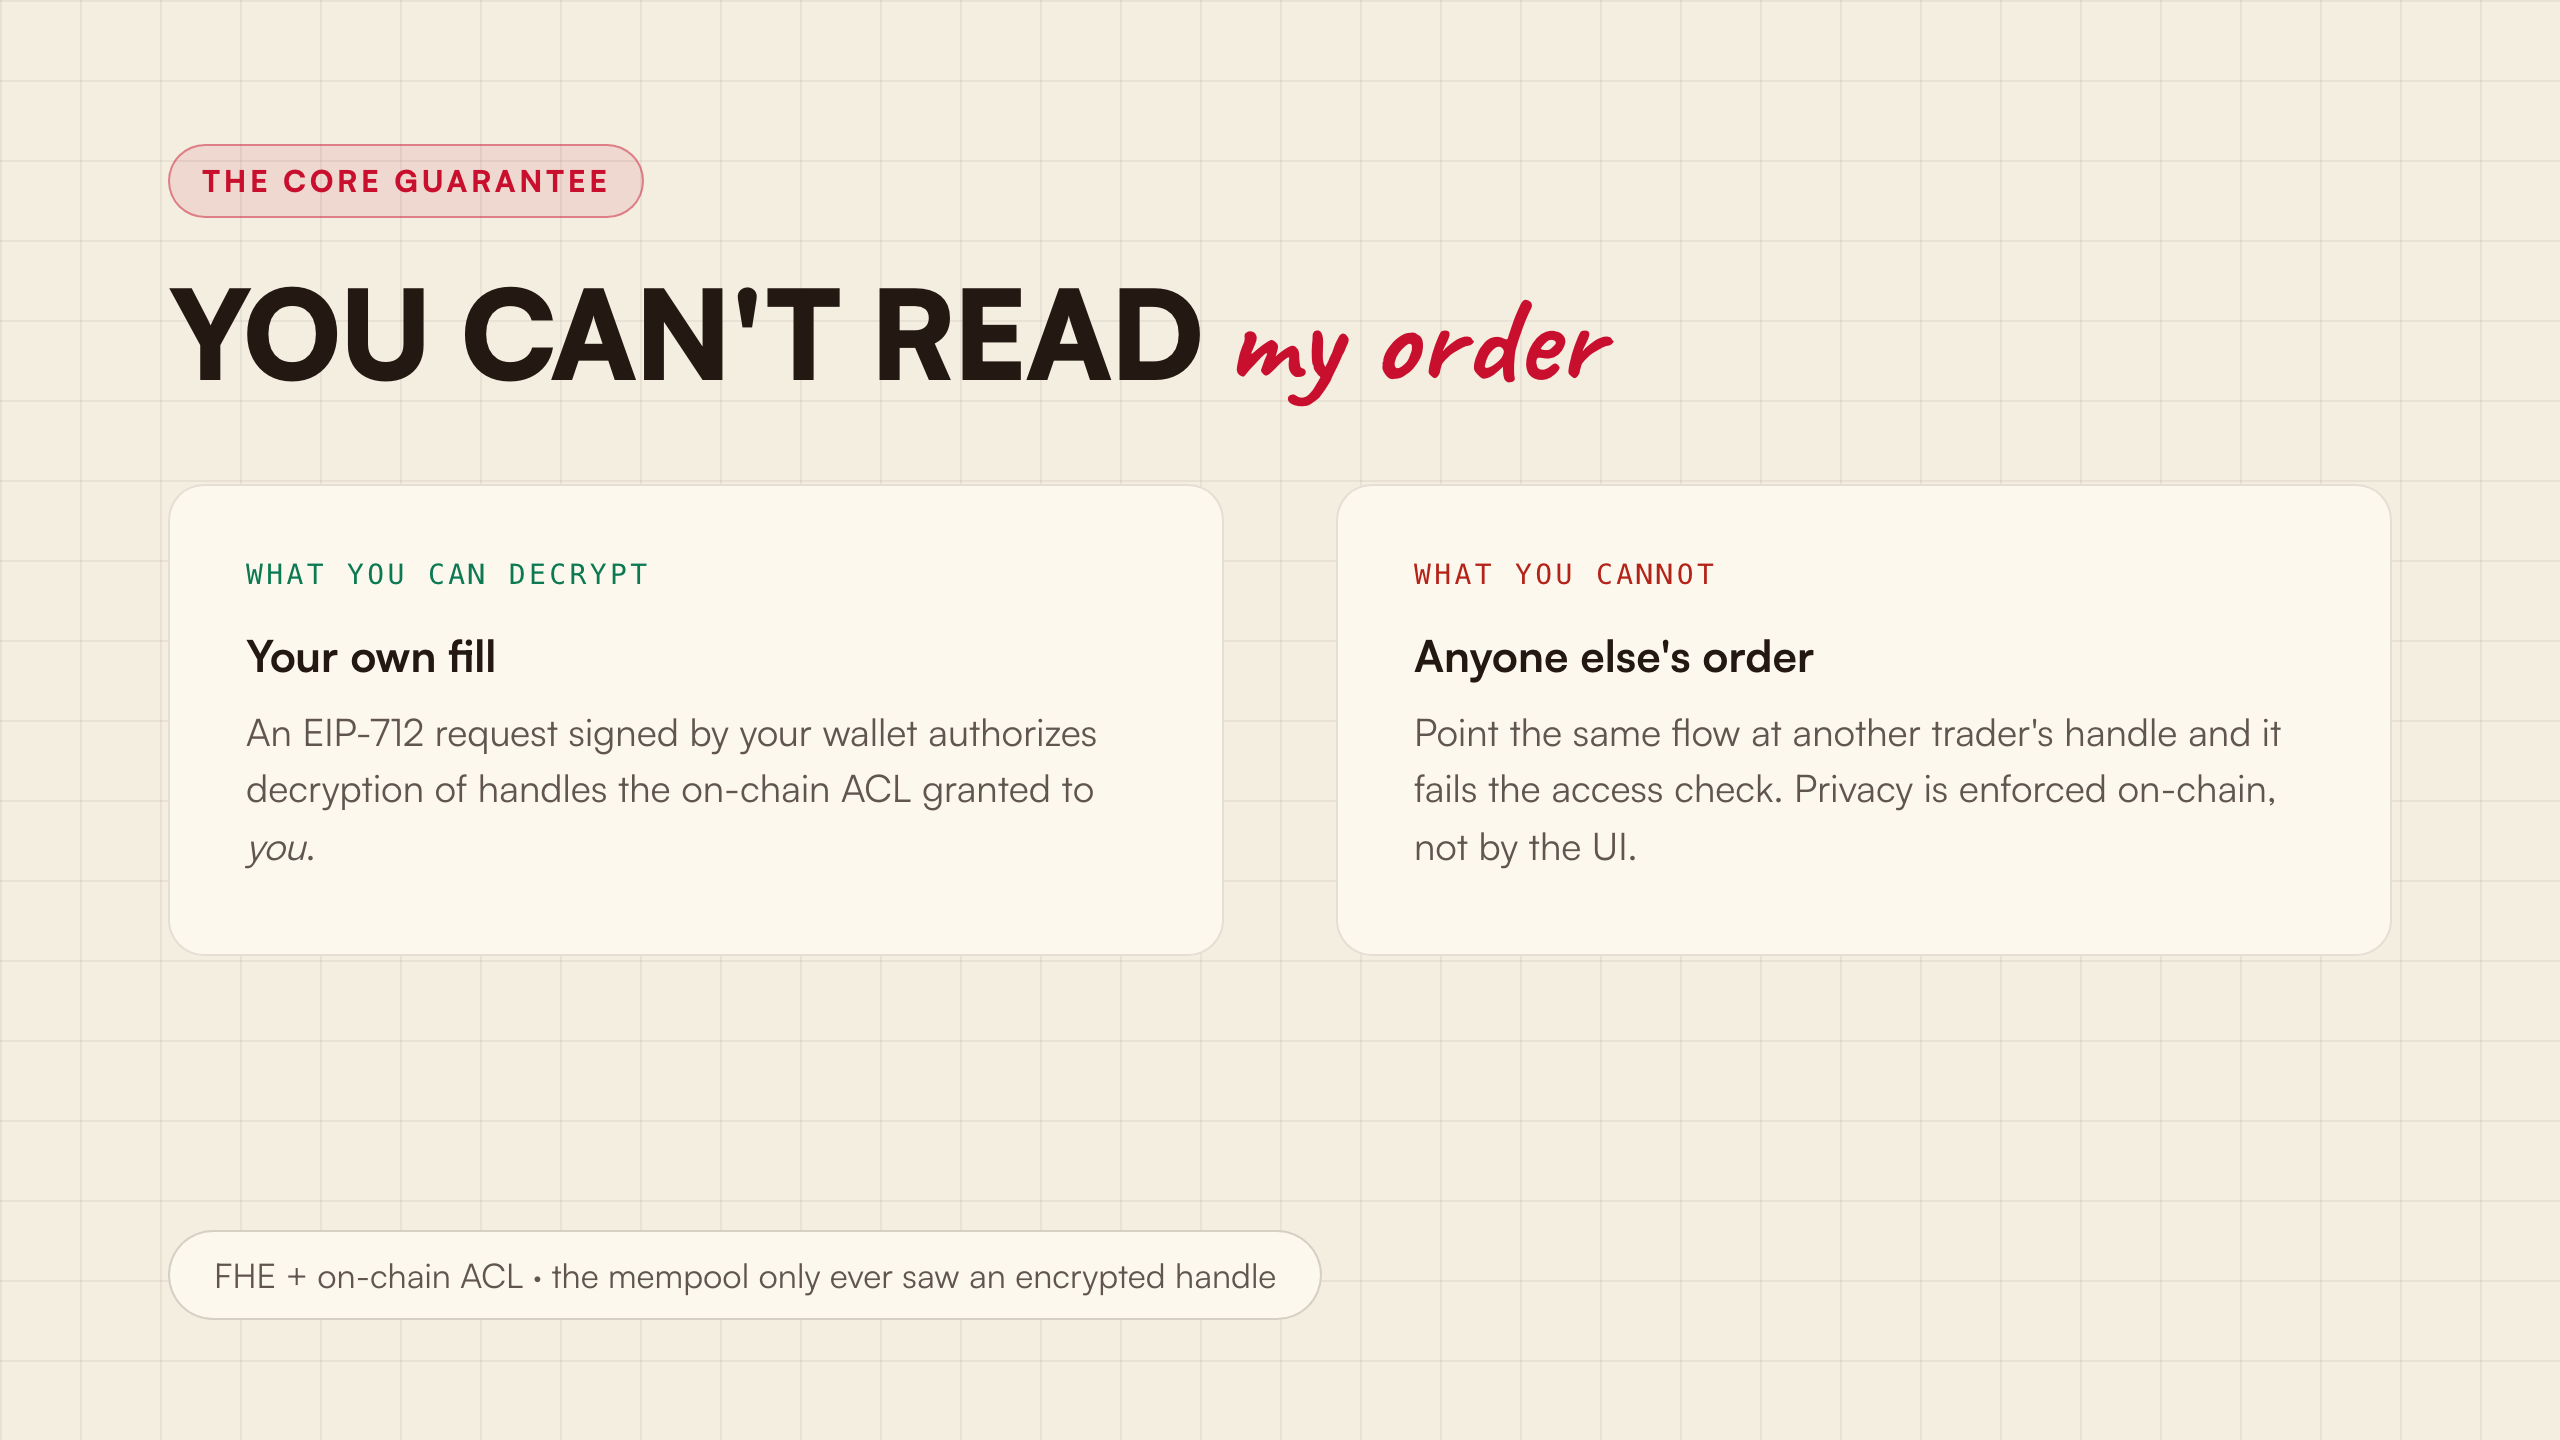 THE CORE GUARANTEE
YOU CAN'T READ my order
WHAT YOU CAN DECRYPT
Your own fill
An EIP-712 request signed by your wallet authorizes
decryption of handles the on-chain ACL granted to
you.
WHAT YOU CANNOT
Anyone else's order
Point the same flow at another trader's handle and it
fails the access check. Privacy is enforced on-chain,
not by the UI.
FHE + on-chain ACL · the mempool only ever saw an encrypted handle